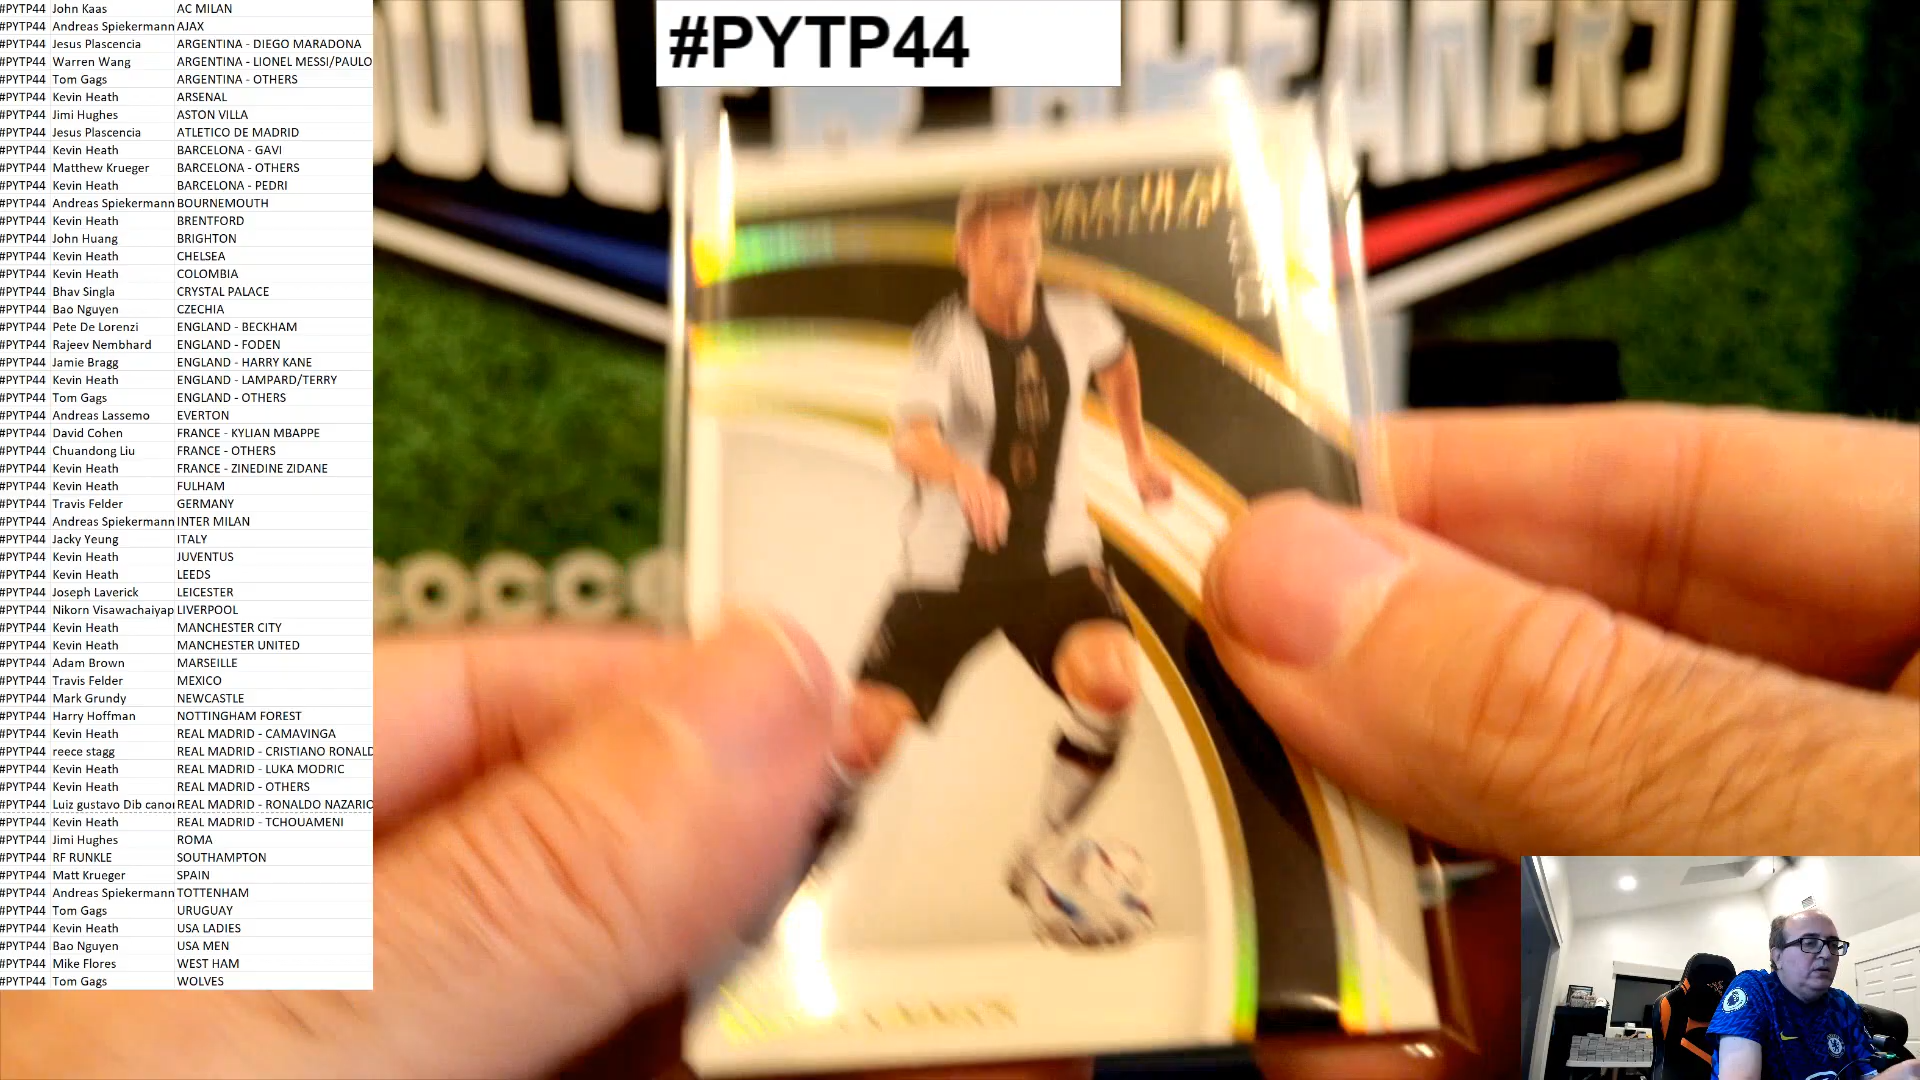 #PYTP44 John Kaas AC MILAN
#PYTP44 Andreas Spiekermann AJAX
#PYTP44 Jesus Plascencia ARGENTINA - DIEGO MARADONA
#PYTP44 Warren Wang ARGENTINA - LIONEL MESSI/PAULO
#PYTP44 Tom Gags ARGENTINA - OTHERS
#PYTP44 Kevin Heath ARSENAL
#PYTP44 Jimi Hughes ASTON VILLA
#PYTP44 Jesus Plascencia ATLETICO DE MADRID
#PYTP44 Kevin Heath BARCELONA - GAVI
#PYTP44 Matthew Krueger BARCELONA - OTHERS
#PYTP44 Kevin Heath BARCELONA - PEDRI
#PYTP44 Andreas Spiekermann BOURNEMOUTH
#PYTP44 Kevin Heath BRENTFORD
#PYTP44 John Huang BRIGHTON
#PYTP44 Kevin Heath CHELSEA
#PYTP44 Kevin Heath COLOMBIA
#PYTP44 Bhav Singla CRYSTAL PALACE
#PYTP44 Bao Nguyen CZECHIA
#PYTP44 Pete De Lorenzi ENGLAND - BECKHAM
#PYTP44 Rajeev Nembhard ENGLAND - FODEN
#PYTP44 Jamie Bragg ENGLAND - HARRY KANE
#PYTP44 Kevin Heath ENGLAND - LAMPARD/TERRY
#PYTP44 Tom Gags ENGLAND - OTHERS
#PYTP44 Andreas Lassemo EVERTON
#PYTP44 David Cohen FRANCE - KYLIAN MBAPPE
#PYTP44 Chuandong Liu FRANCE - OTHERS
#PYTP44 Kevin Heath FRANCE - ZINEDINE ZIDANE
#PYTP44 Kevin Heath FULHAM
#PYTP44 Travis Felder GERMANY
#PYTP44 Andreas Spiekermann INTER MILAN
#PYTP44 Jacky Yeung ITALY
#PYTP44 Kevin Heath JUVENTUS
#PYTP44 Kevin Heath LEEDS
#PYTP44 Joseph Laverick LEICESTER
#PYTP44 Nikorn Visawachaiyap LIVERPOOL
#PYTP44 Kevin Heath MANCHESTER CITY
#PYTP44 Kevin Heath MANCHESTER UNITED
#PYTP44 Adam Brown MARSEILLE
#PYTP44 Travis Felder MEXICO
#PYTP44 Mark Grundy NEWCASTLE
#PYTP44 Harry Hoffman NOTTINGHAM FOREST
#PYTP44 Kevin Heath REAL MADRID - CAMAVINGA
#PYTP44 reece stagg REAL MADRID - CRISTIANO RONALD
#PYTP44 Kevin Heath REAL MADRID - LUKA MODRIC
#PYTP44 Kevin Heath REAL MADRID - OTHERS
#PYTP44 Luiz gustavo Dib canoi REAL MADRID - RONALDO NAZARIO
#PYTP44 Kevin Heath REAL MADRID - TCHOUAMENI
#PYTP44 Jimi Hughes ROMA
#PYTP44 RF RUNKLE SOUTHAMPTON
#PYTP44 Matt Krueger SPAIN
#PYTP44 Andreas Spiekermann TOTTENHAM
#PYTP44 Tom Gags URUGUAY
#PYTP44 Kevin Heath USA LADIES
#PYTP44 Bao Nguyen USA MEN
#PYTP44 Mike Flores WEST HAM
#PYTP44 Tom Gags WOLVES
#PYTP44